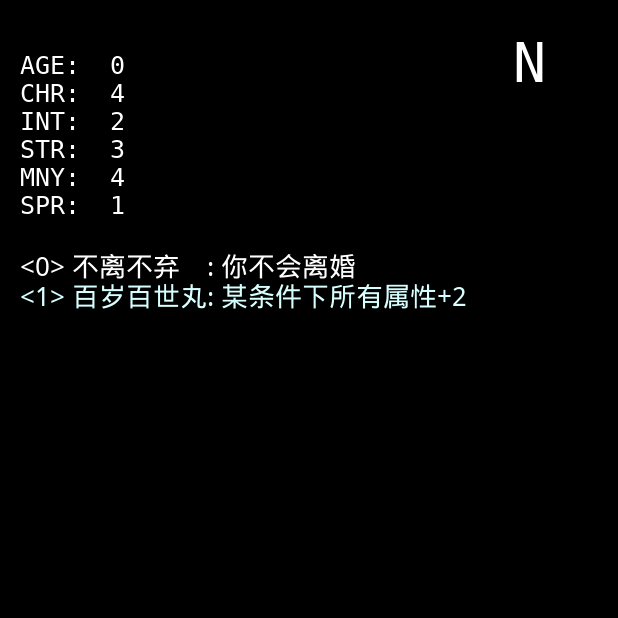 N
AGE: 0
CHR: 4
INT: 2
STR: 3
MNY: 4
SPR: 1
<0> 不离不弃 : 你不会离婚
<1> 百岁百世丸: 某条件下所有属性+2